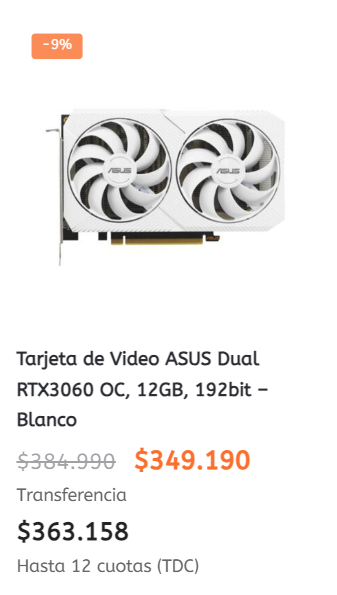 -9%
ASUS
ASUS
Tarjeta de Video ASUS Dual
RTX3060 OC, 12GB, 192bit –
Blanco
$384.990 $349.190
Transferencia
$363.158
Hasta 12 cuotas (TDC)